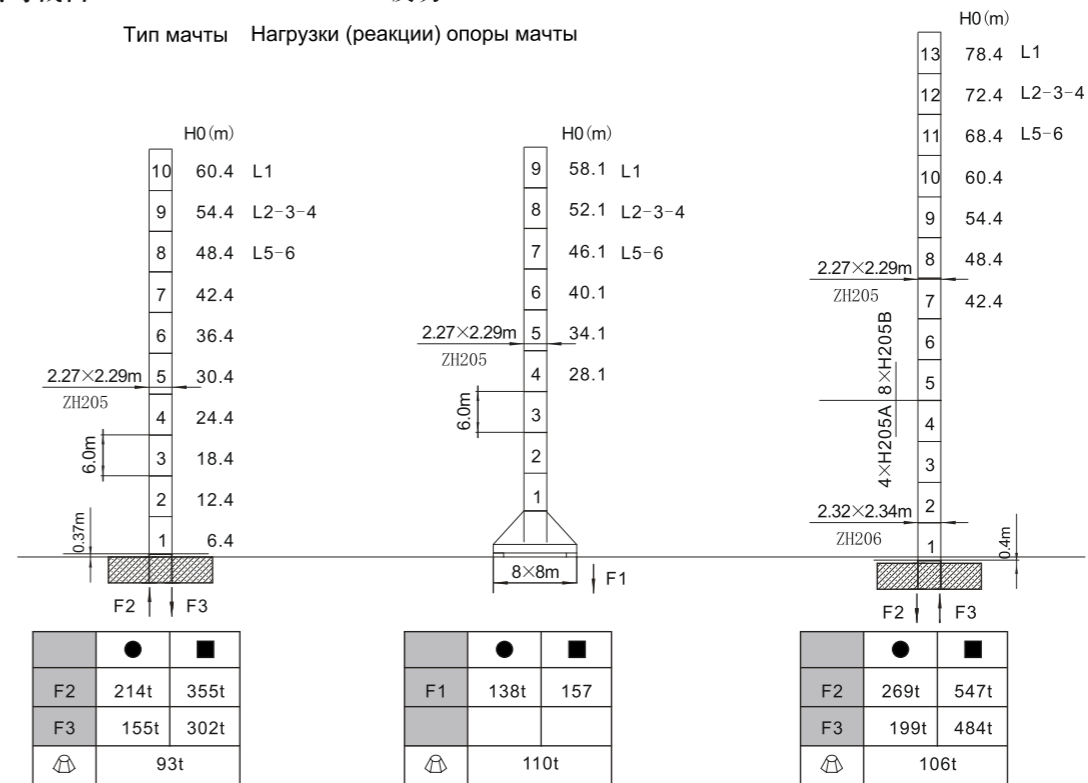 Тип мачты Нагрузки (реакции) опоры мачты
H0(m)
10 60.4 L1
9 54.4 L2-3-4
8 48.4 L5-6
7 42.4
6 36.4
2.27×2.29m 5 30.4
ZH205
4 24.4
6.0m
3 18.4
2 12.4
0.37m
1 6.4
F2 F3
● ■
F2 214t 355t
F3 155t 302t
93t
H0(m)
9 58.1 L1
8 52.1 L2-3-4
7 46.1 L5-6
6 40.1
2.27×2.29m 5 34.1
ZH205
4 28.1
6.0m
3
2
1
8×8m F1
● ■
F1 138t 157
110t
H0(m)
13 78.4 L1
12 72.4 L2-3-4
11 68.4 L5-6
10 60.4
9 54.4
8 48.4
2.27×2.29m
ZH205
7 42.4
6
5
4×H205A 8×H205B
4
3
2
2.32×2.34m
ZH206
1
0.4m
F2 F3
● ■
F2 269t 547t
F3 199t 484t
106t